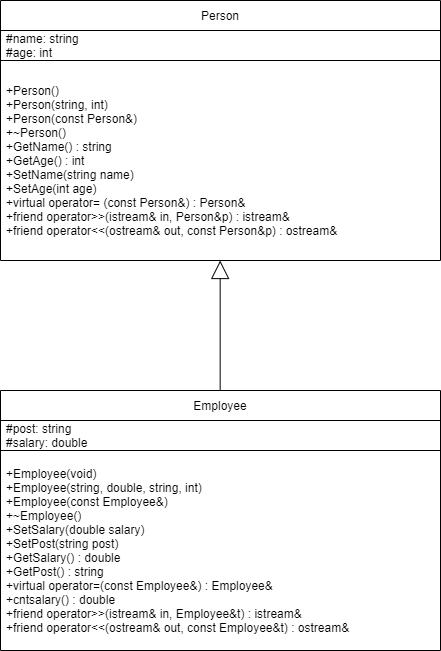 Person
#name: string
#age: int
+Person()
+Person(string, int)
+Person(const Person&)
+~Person()
+GetName() : string
+GetAge() : int
+SetName(string name)
+SetAge(int age)
+virtual operator= (const Person&) : Person&
+friend operator>>(istream& in, Person&p) : istream&
+friend operator<<(ostream& out, const Person&p) : ostream&
Employee
#post: string
#salary: double
+Employee(void)
+Employee(string, double, string, int)
+Employee(const Employee&)
+~Employee()
+SetSalary(double salary)
+SetPost(string post)
+GetSalary() : double
+GetPost() : string
+virtual operator=(const Employee&) : Employee&
+cntsalary() : double
+friend operator>>(istream& in, Employee&t) : istream&
+friend operator<<(ostream& out, const Employee&t) : ostream&